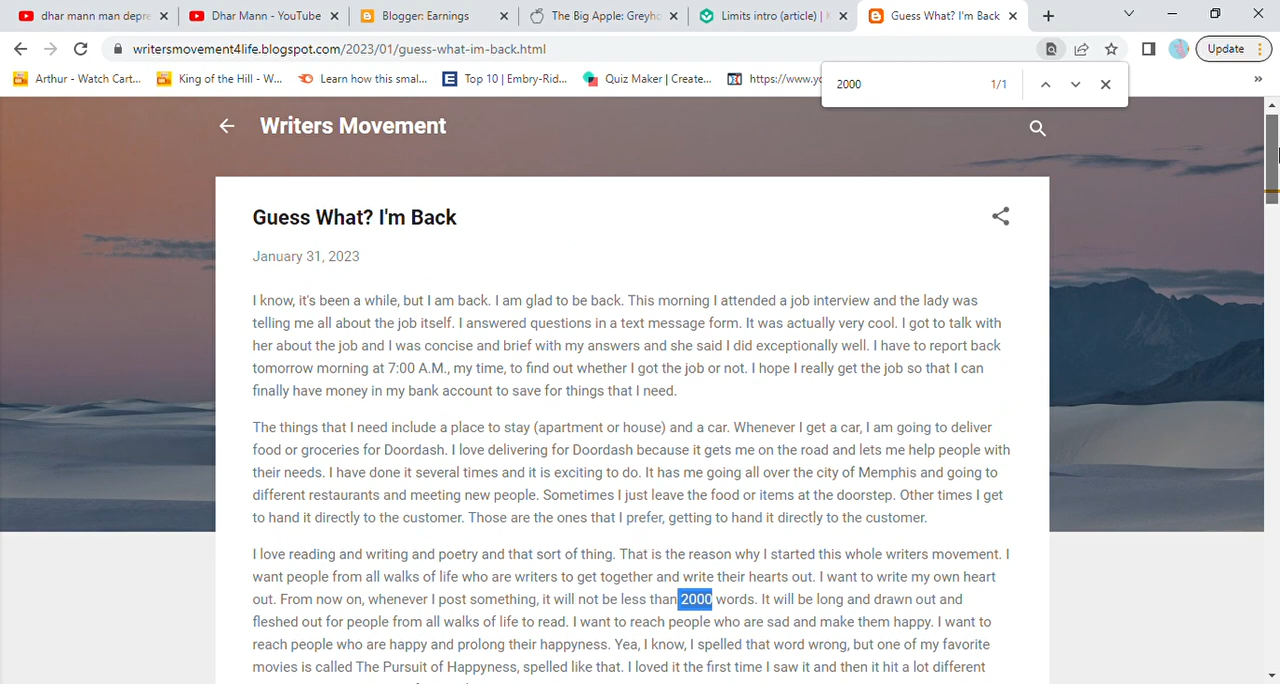 dhar mann man depre
Dhar Mann - YouTube
Blogger: Earnings
The Big Apple: Greyho
Limits intro (article) | K
Guess What? I'm Back
writersmovement4life.blogspot.com/2023/01/guess-what-im-back.html
Update
Arthur - Watch Cart...
King of the Hill - W...
Learn how this smal...
Top 10 | Embry-Rid...
Quiz Maker | Create...
https://www.yo
2000 1/1
Writers Movement
Guess What? I'm Back
January 31, 2023
I know, it's been a while, but I am back. I am glad to be back. This morning I attended a job interview and the lady was
telling me all about the job itself. I answered questions in a text message form. It was actually very cool. I got to talk with
her about the job and I was concise and brief with my answers and she said I did exceptionally well. I have to report back
tomorrow morning at 7:00 A.M., my time, to find out whether I got the job or not. I hope I really get the job so that I can
finally have money in my bank account to save for things that I need.
The things that I need include a place to stay (apartment or house) and a car. Whenever I get a car, I am going to deliver
food or groceries for Doordash. I love delivering for Doordash because it gets me on the road and lets me help people with
their needs. I have done it several times and it is exciting to do. It has me going all over the city of Memphis and going to
different restaurants and meeting new people. Sometimes I just leave the food or items at the doorstep. Other times I get
to hand it directly to the customer. Those are the ones that I prefer, getting to hand it directly to the customer.
I love reading and writing and poetry and that sort of thing. That is the reason why I started this whole writers movement. I
want people from all walks of life who are writers to get together and write their hearts out. I want to write my own heart
out. From now on, whenever I post something, it will not be less than 2000 words. It will be long and drawn out and
fleshed out for people from all walks of life to read. I want to reach people who are sad and make them happy. I want to
reach people who are happy and prolong their happyness. Yea, I know, I spelled that word wrong, but one of my favorite
movies is called The Pursuit of Happyness, spelled like that. I loved it the first time I saw it and then it hit a lot different